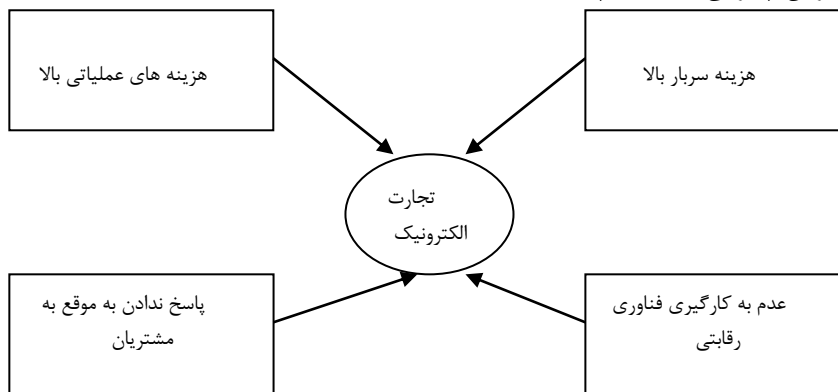 هزینه سربار بالا
هزینه های عملیاتی بالا
تجارت
الکترونیک
عدم به کارگیری فناوری
رقابتی
پاسخ ندادن به موقع به
مشتریان